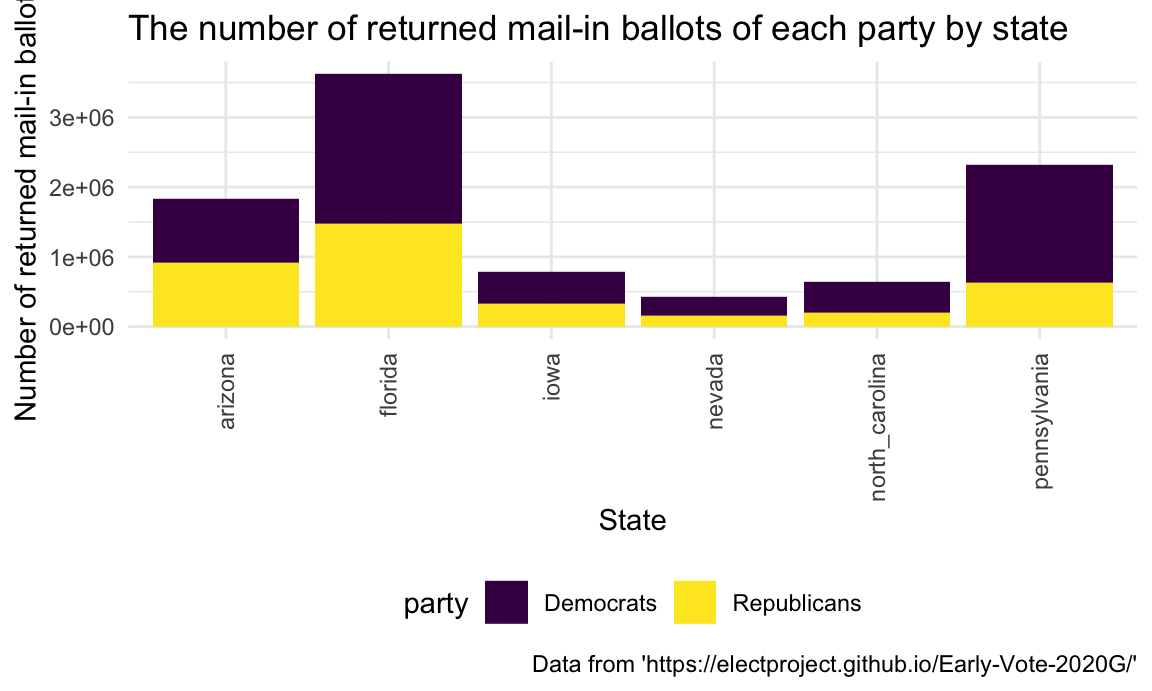 The number of returned mail-in ballots of each party by state
Number of returned mail-in
3e+06
2e+06
1e+06
0e+00
arizona
florida
iowa
nevada
north_carolina
pennsylvania
State
party
Democrats
Republicans
Data from 'https://electproject.github.io/Early-Vote-2020G/'